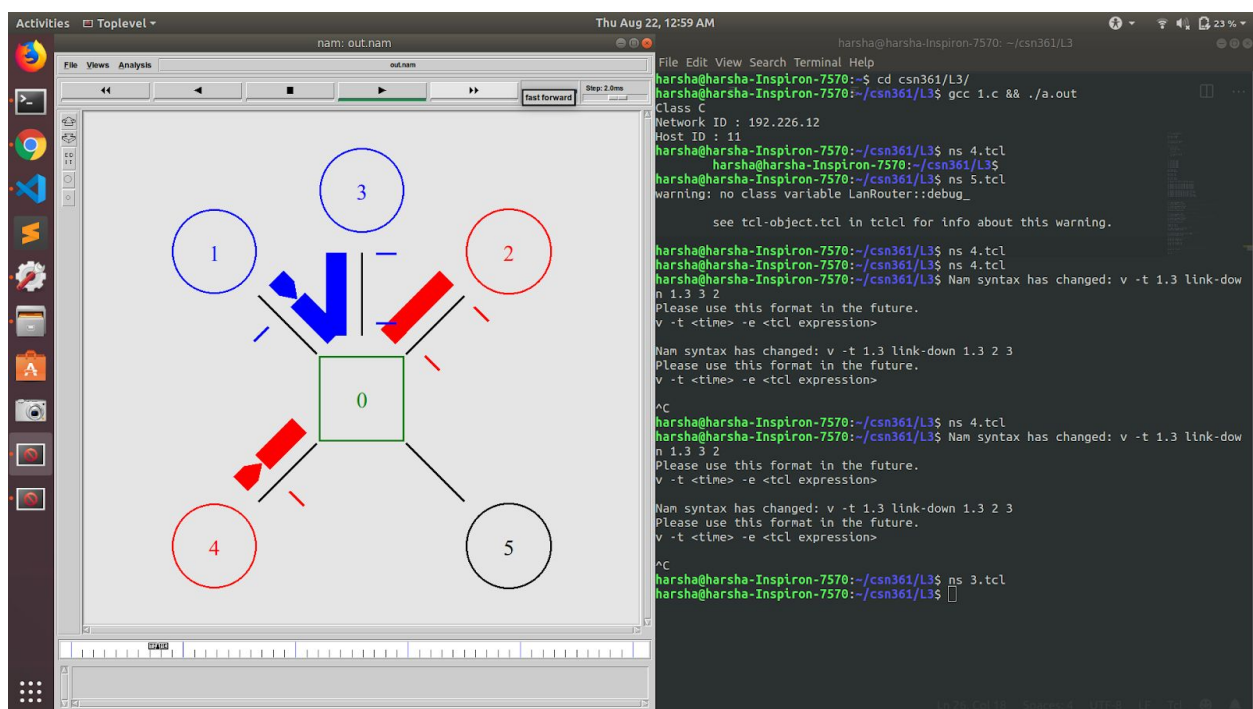 Activities Toplevel Thu Aug 22, 12:59 AM 23 %
nam: out.nam
File Views Analysis out.nam
fast forward
Step: 2.0ms
ED
IT
3
1
2
0
4
5
harsha@harsha-Inspiron-7570: ~/csn361/L3
File Edit View Search Terminal Help
harsha@harsha-Inspiron-7570:~$ cd csn361/L3/
harsha@harsha-Inspiron-7570:~/csn361/L3$ gcc 1.c && ./a.out
Class C
Network ID : 192.226.12
Host ID : 11
harsha@harsha-Inspiron-7570:~/csn361/L3$ ns 4.tcl
harsha@harsha-Inspiron-7570:~/csn361/L3$
harsha@harsha-Inspiron-7570:~/csn361/L3$ ns 5.tcl
warning: no class variable LanRouter::debug_
see tcl-object.tcl in tclcl for info about this warning.
harsha@harsha-Inspiron-7570:~/csn361/L3$ ns 4.tcl
harsha@harsha-Inspiron-7570:~/csn361/L3$ ns 4.tcl
harsha@harsha-Inspiron-7570:~/csn361/L3$ Nam syntax has changed: v -t 1.3 link-dow
n 1.3 3 2
Please use this format in the future.
v -t <time> -e <tcl expression>
Nam syntax has changed: v -t 1.3 link-down 1.3 2 3
Please use this format in the future.
v -t <time> -e <tcl expression>
^C
harsha@harsha-Inspiron-7570:~/csn361/L3$ ns 4.tcl
harsha@harsha-Inspiron-7570:~/csn361/L3$ Nam syntax has changed: v -t 1.3 link-dow
n 1.3 3 2
Please use this format in the future.
v -t <time> -e <tcl expression>
Nam syntax has changed: v -t 1.3 link-down 1.3 2 3
Please use this format in the future.
v -t <time> -e <tcl expression>
^C
harsha@harsha-Inspiron-7570:~/csn361/L3$ ns 3.tcl
harsha@harsha-Inspiron-7570:~/csn361/L3$